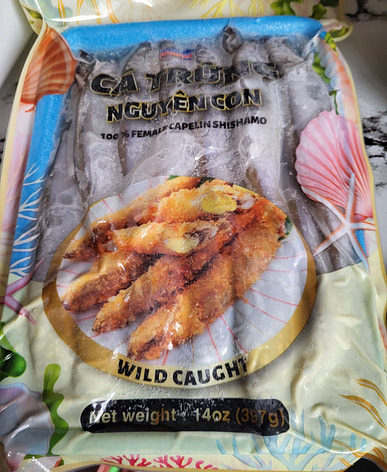 CÁ TRỨNG
NGUYÊN CON
100% FEMALE CAPELIN SHISHAMO
WILD CAUGHT
Net weight - 14oz (397g)